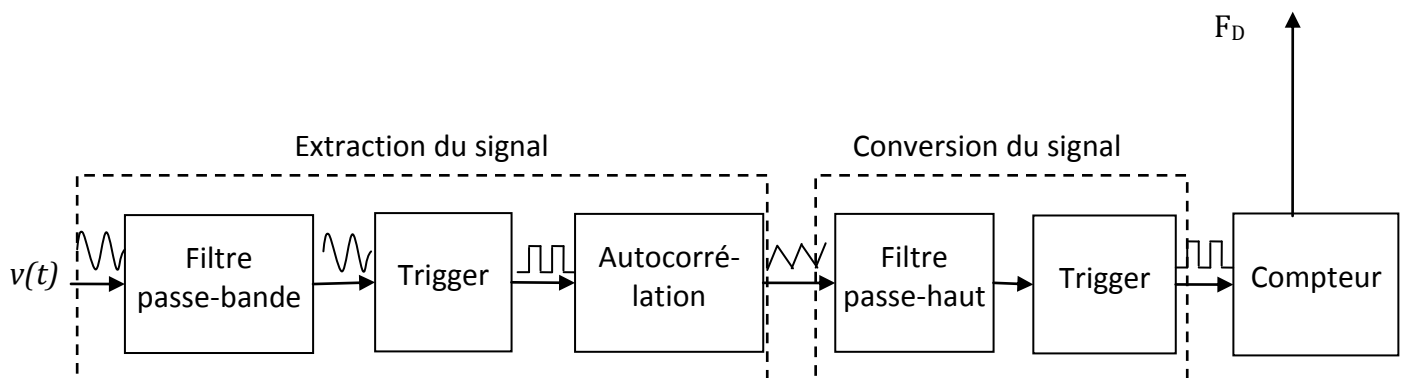 F_D
Extraction du signal
Conversion du signal
v(t)
Filtre
passe-bande
Trigger
Autocorré-
lation
Filtre
passe-haut
Trigger
Compteur